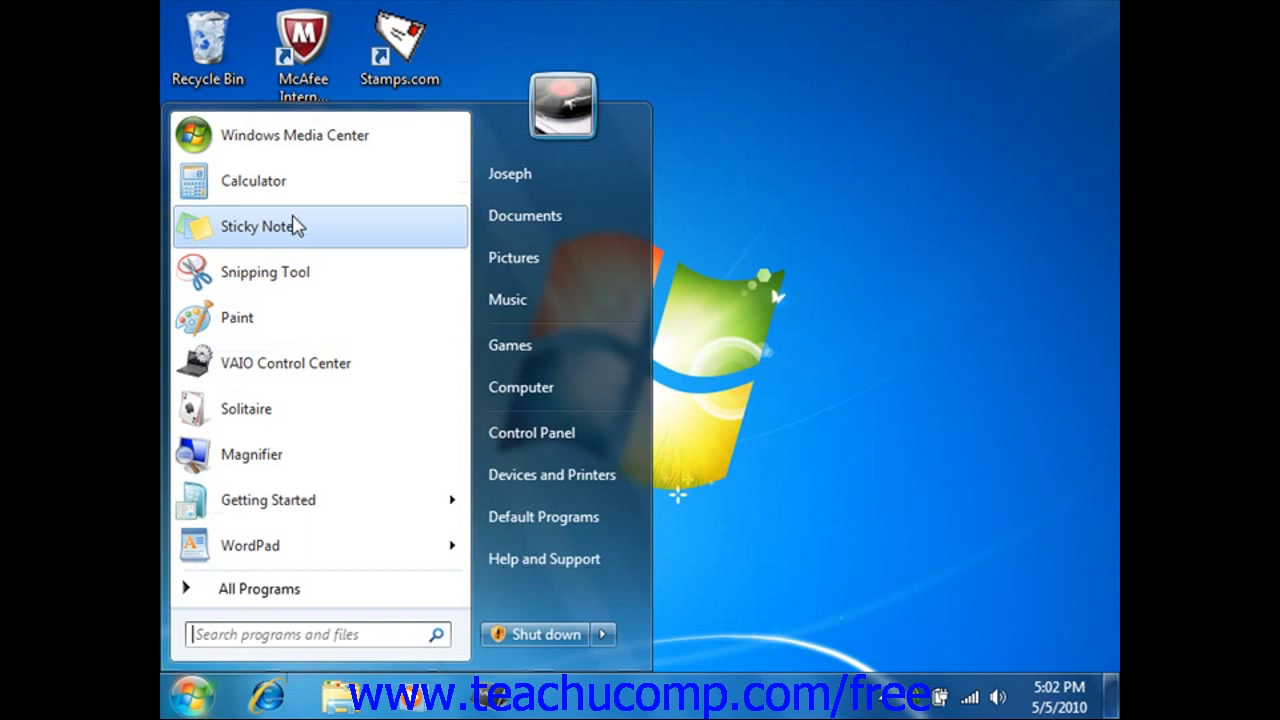 Recycle Bin
McAfee
Intern...
Stamps.com
Windows Media Center
Calculator
Sticky Note
Snipping Tool
Paint
VAIO Control Center
Solitaire
Magnifier
Getting Started
WordPad
All Programs
Search programs and files
Joseph
Documents
Pictures
Music
Games
Computer
Control Panel
Devices and Printers
Default Programs
Help and Support
Shut down
www.teachucomp.com/free
5:02 PM
5/5/2010